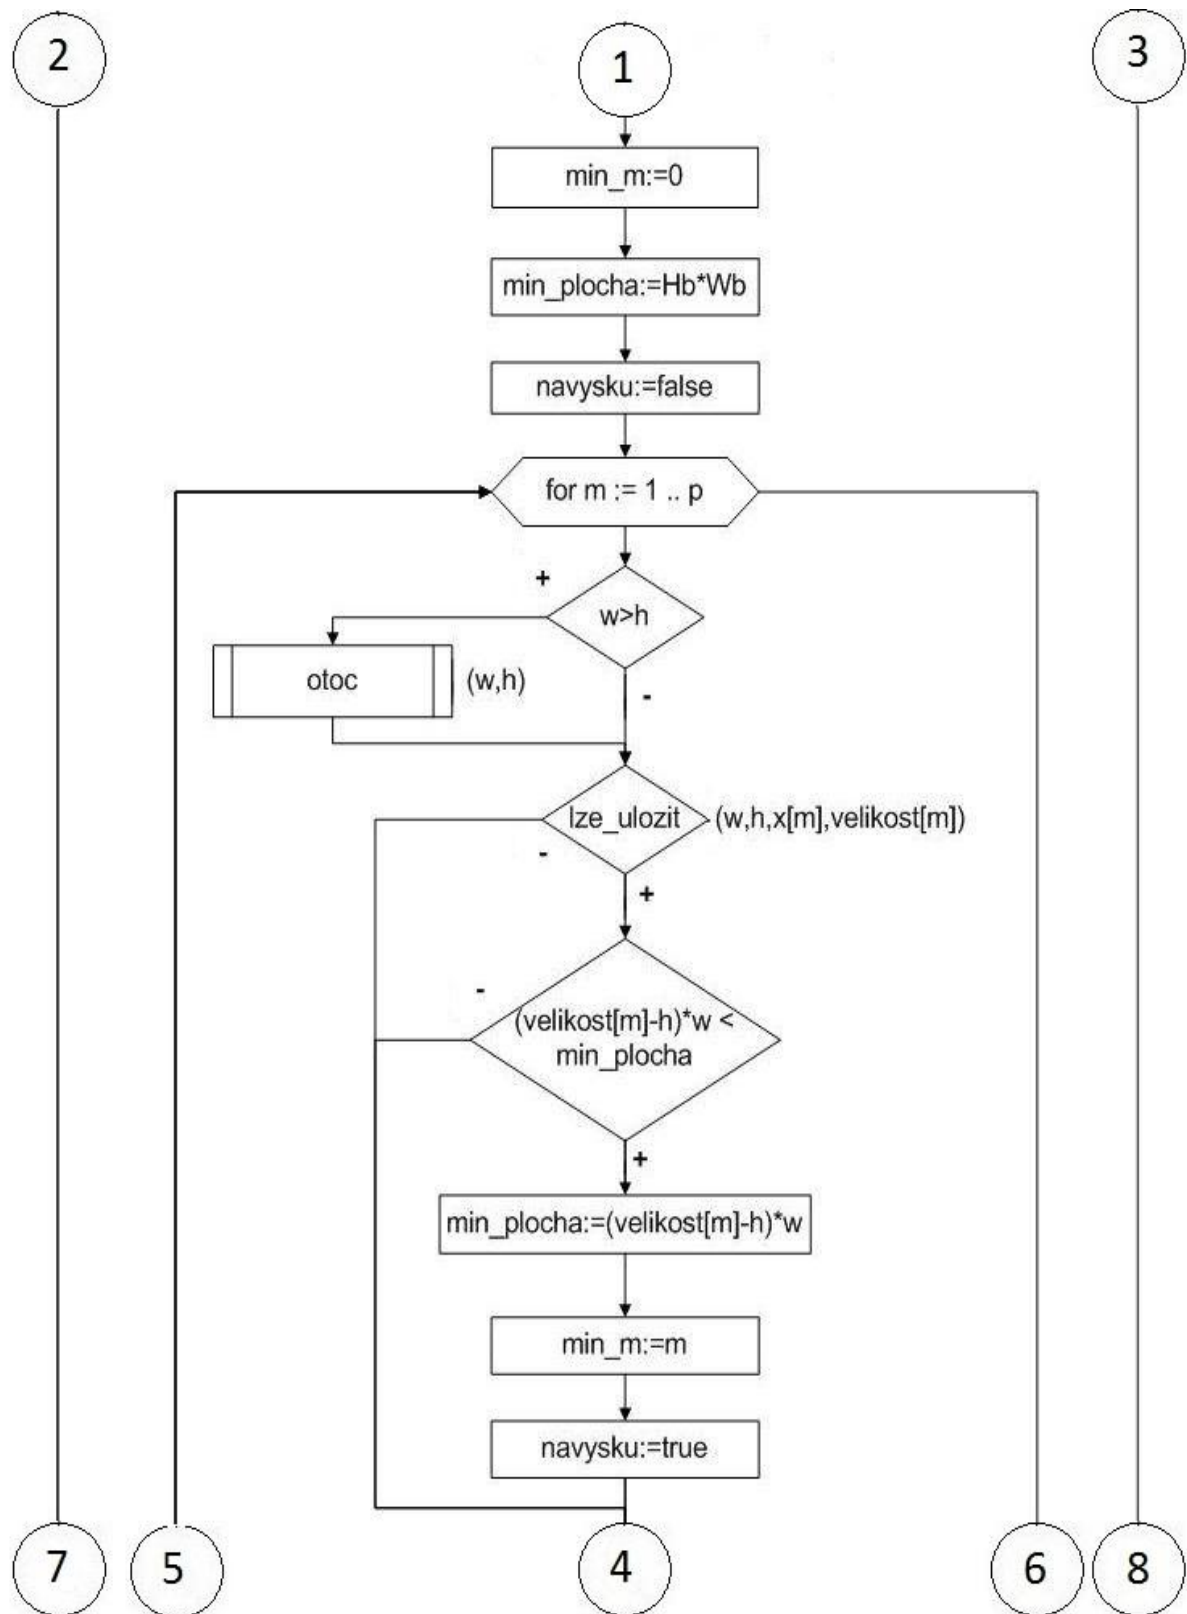 2
1
3
min_m:=0
min_plocha:=Hb*Wb
navysku:=false
for m := 1 .. p
+
w>h
otoc
(w,h)
-
lze_ulozit
(w,h,x[m],velikost[m])
-
+
-
(velikost[m]-h)*w <
min_plocha
+
min_plocha:=(velikost[m]-h)*w
min_m:=m
navysku:=true
7
5
4
6
8